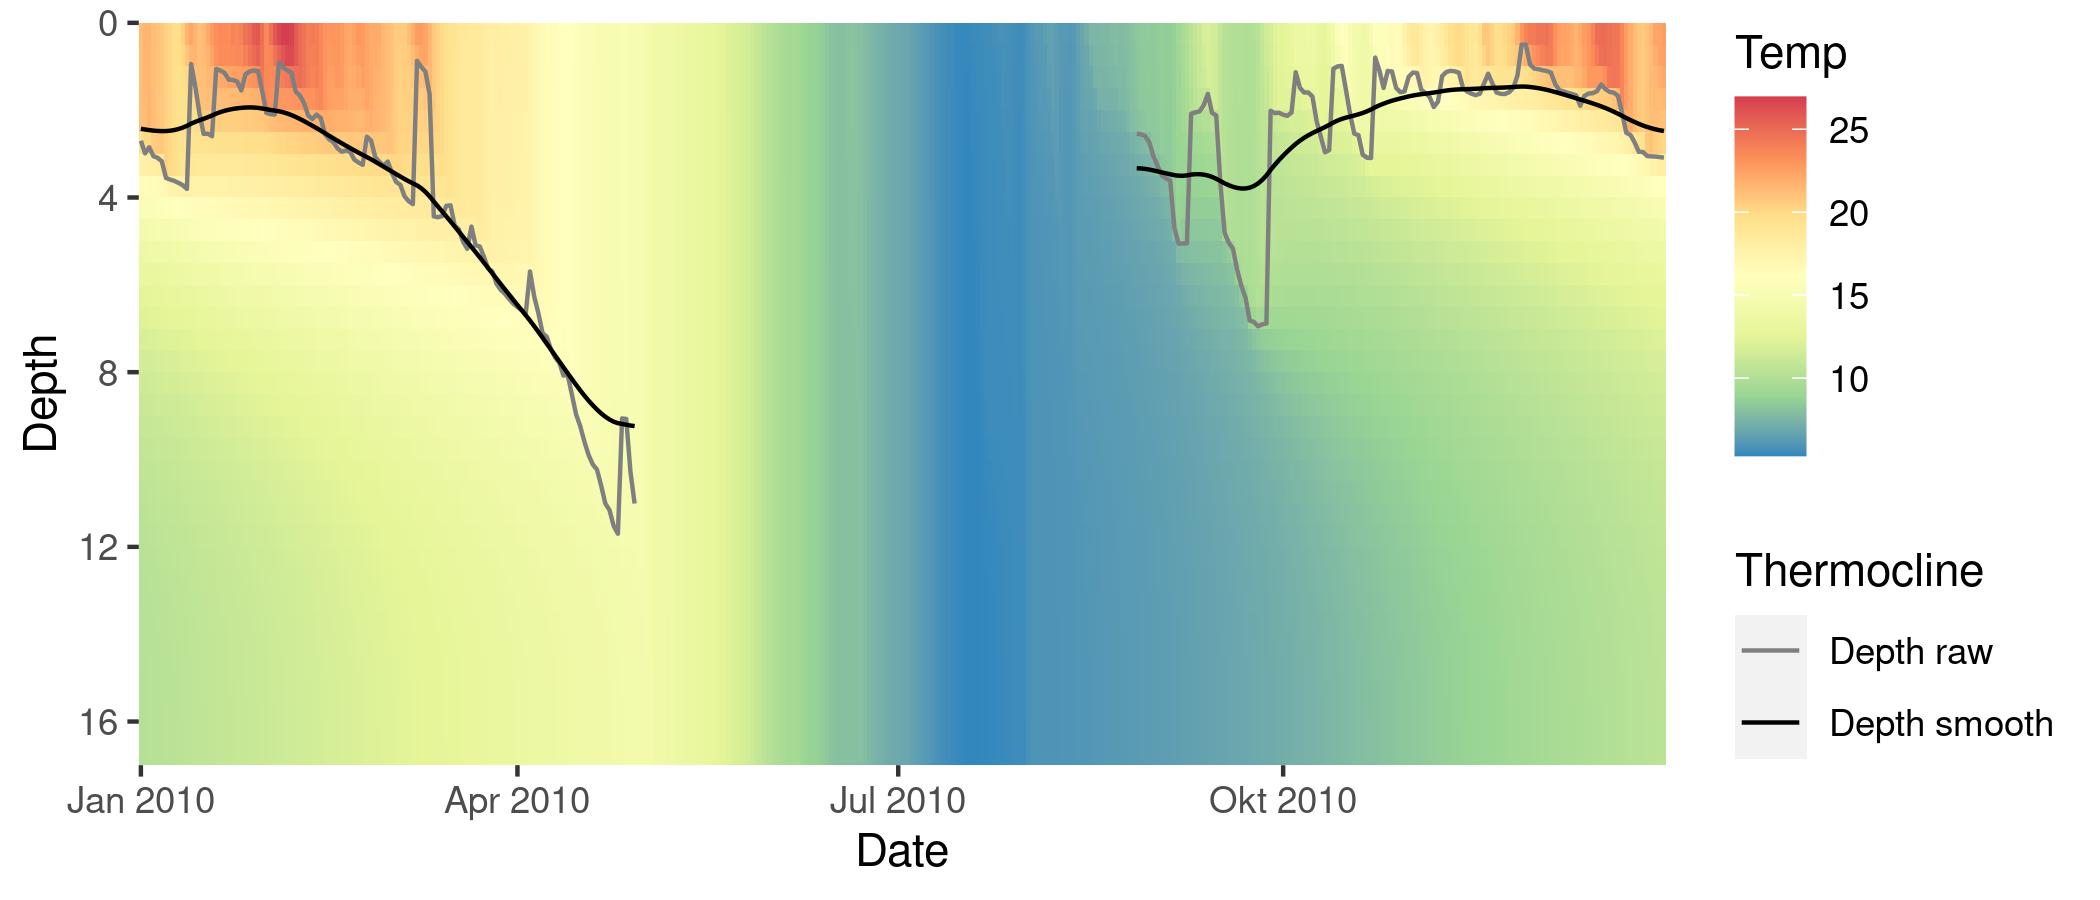 0
4
8
12
16
Depth
Jan 2010
Apr 2010
Jul 2010
Okt 2010
Date
Temp
25
20
15
10
Thermocline
Depth raw
Depth smooth